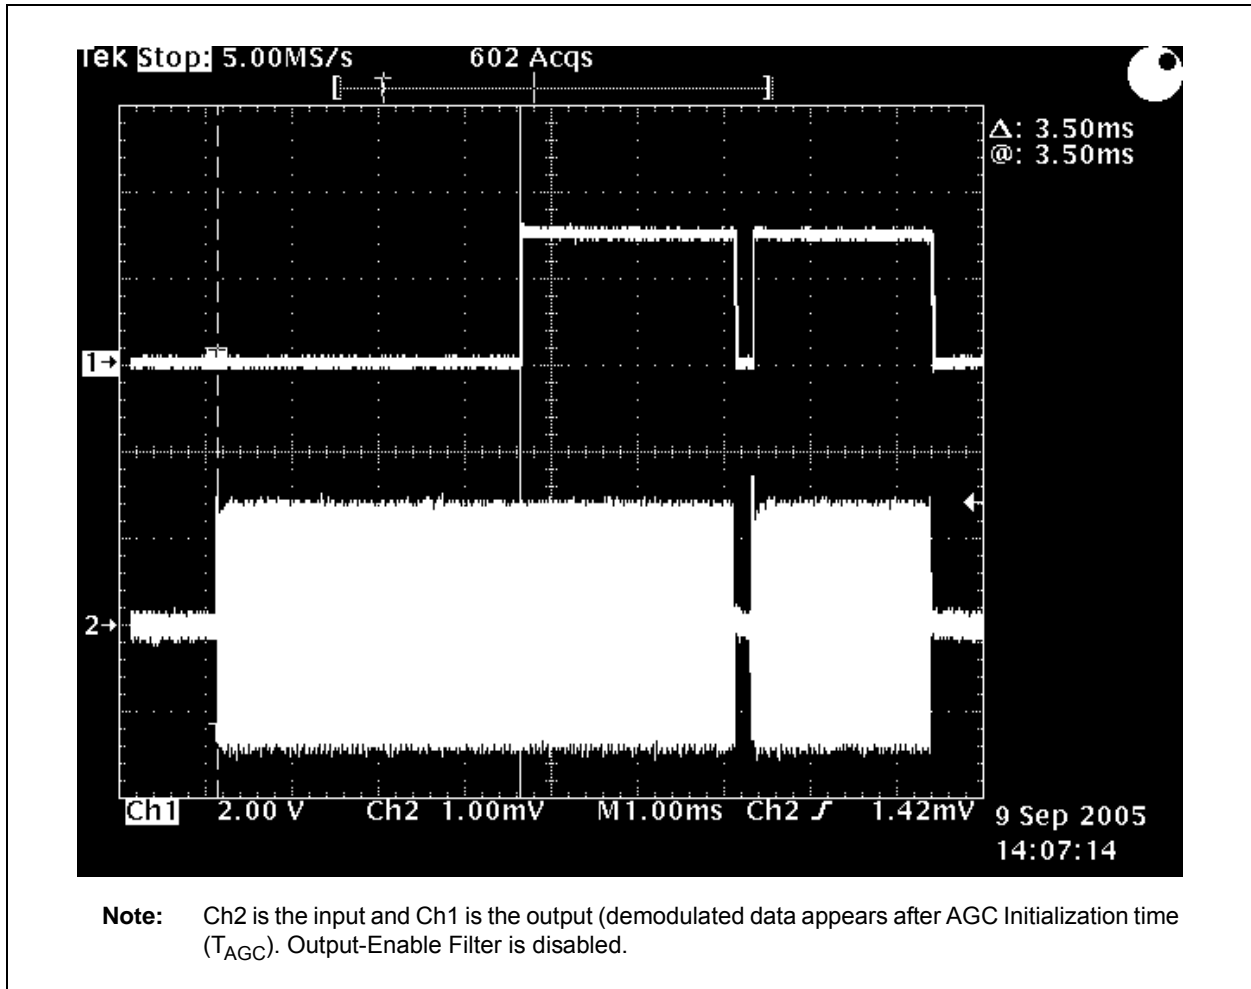 Tek Stop: 5.00MS/s 602 Acqs
Δ: 3.50ms
@: 3.50ms
1→
2→
Ch1 2.00 V Ch2 1.00mV M1.00ms Ch2 1.42mV
9 Sep 2005
14:07:14
Note: Ch2 is the input and Ch1 is the output (demodulated data appears after AGC Initialization time
(TAGC). Output-Enable Filter is disabled.